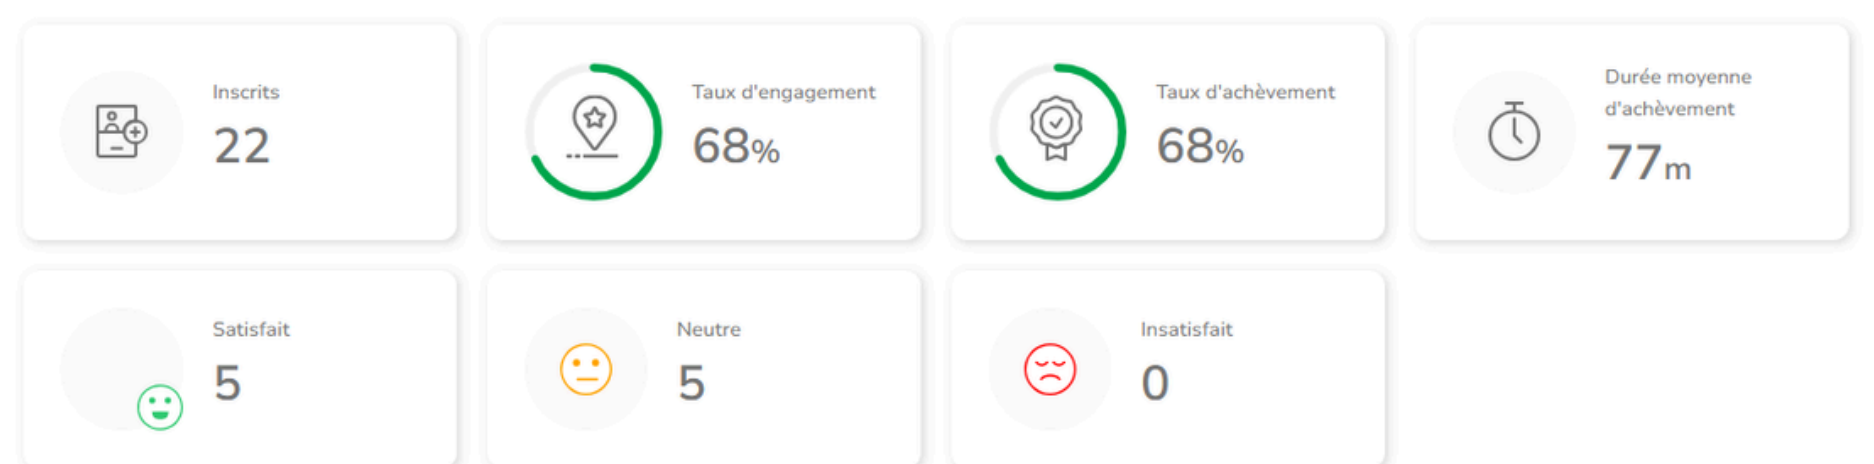 Inscrits
22
Taux d'engagement
68%
Taux d'achèvement
68%
Durée moyenne
d'achèvement
77m
Satisfait
5
Neutre
5
Insatisfait
0